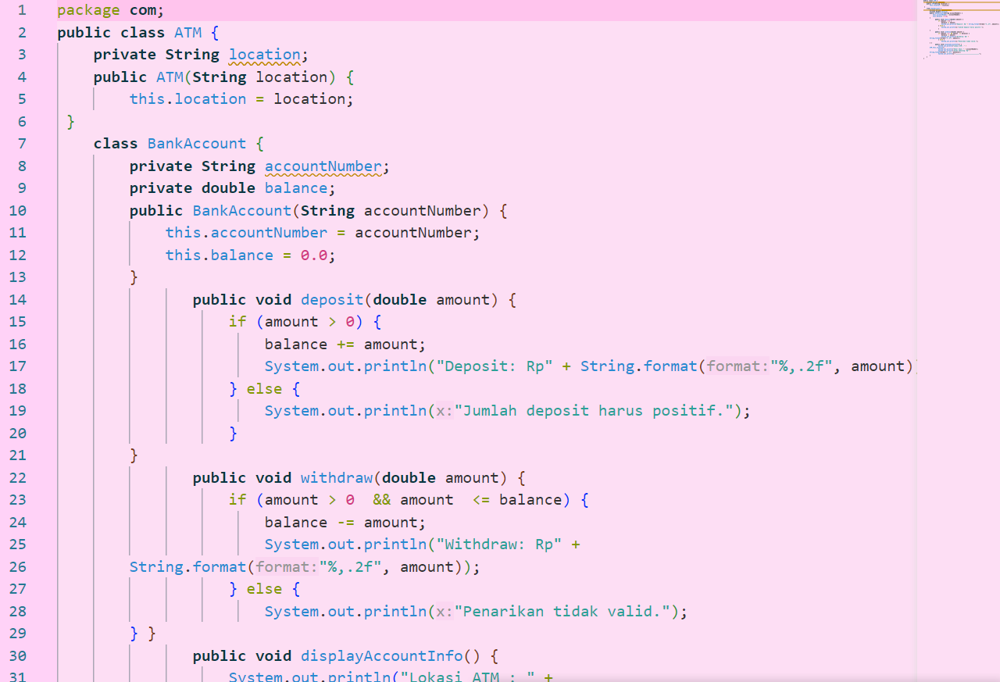 1 package com;
2 public class ATM {
3 private String location;
4 public ATM(String location) {
5 this.location = location;
6 }
7 class BankAccount {
8 private String accountNumber;
9 private double balance;
10 public BankAccount(String accountNumber) {
11 this.accountNumber = accountNumber;
12 this.balance = 0.0;
13 }
14 public void deposit(double amount) {
15 if (amount > 0) {
16 balance += amount;
17 System.out.println("Deposit: Rp" + String.format(format:"%,.2f", amount)
18 } else {
19 System.out.println(x:"Jumlah deposit harus positif.");
20 }
21 }
22 public void withdraw(double amount) {
23 if (amount > 0  && amount  <= balance) {
24 balance -= amount;
25 System.out.println("Withdraw: Rp" +
26 String.format(format:"%,.2f", amount));
27 } else {
28 System.out.println(x:"Penarikan tidak valid.");
29 } }
30 public void displayAccountInfo() {
31 System.out.println("Lokasi ATM : " +